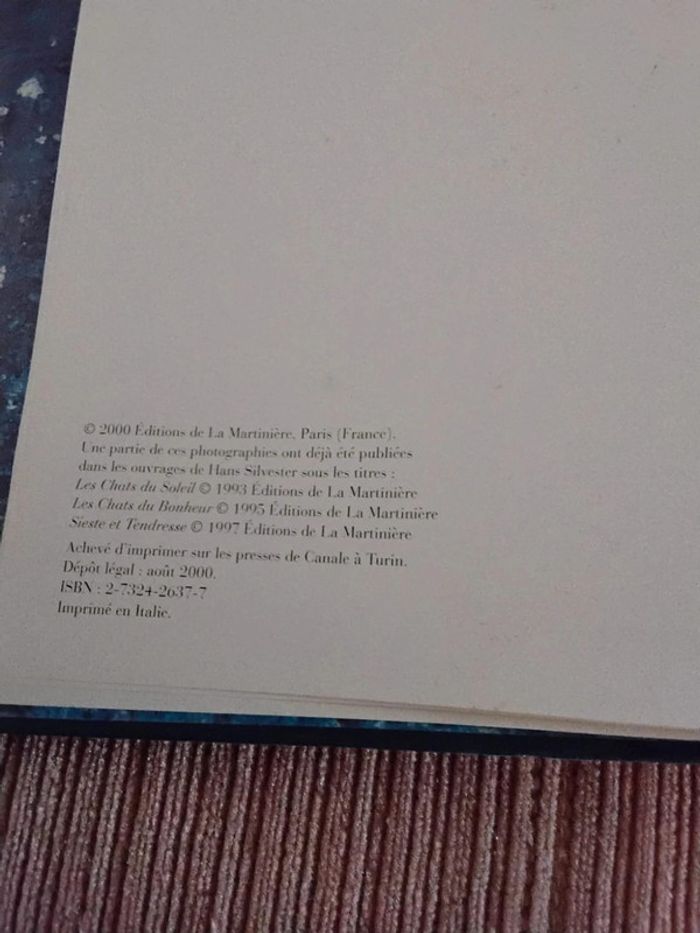 © 2000 Éditions de La Martinière, Paris (France).
Une partie de ces photographies ont déjà été publiées
dans les ouvrages de Hans Silvester sous les titres :
Les Chats du Soleil © 1993 Éditions de La Martinière
Les Chats du Bonheur © 1995 Éditions de La Martinière
Sieste et Tendresse © 1997 Éditions de La Martinière
Achevé d'imprimer sur les presses de Canale à Turin.
Dépôt légal : août 2000.
ISBN : 2-7324-2637-7
Imprimé en Italie.